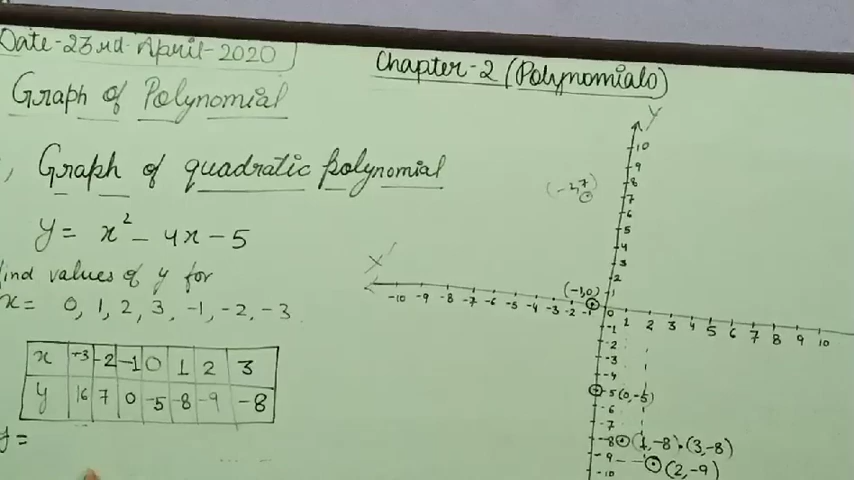 Date-23rd-April-2020
Chapter-2 (Polynomials)
Graph of Polynomial
, Graph of quadratic polynomial
y = x² - 4x - 5
find values of y for
x = 0, 1, 2, 3, -1, -2, -3
x -3 -2 -1 0 1 2 3
y 16 7 0 -5 -8 -9 -8
y =
Y
10
9
8
7
6
5
4
3
2
1
(-2,7)
X'
(-1,0)
-10 -9 -8 -7 -6 -5 -4 -3 -2 -1 0 1 2 3 4 5 6 7 8 9 10
-1
-2
-3
-4
-5 (0,-5)
-6
-7
-8 (1,-8) (3,-8)
-9 (2,-9)
-10